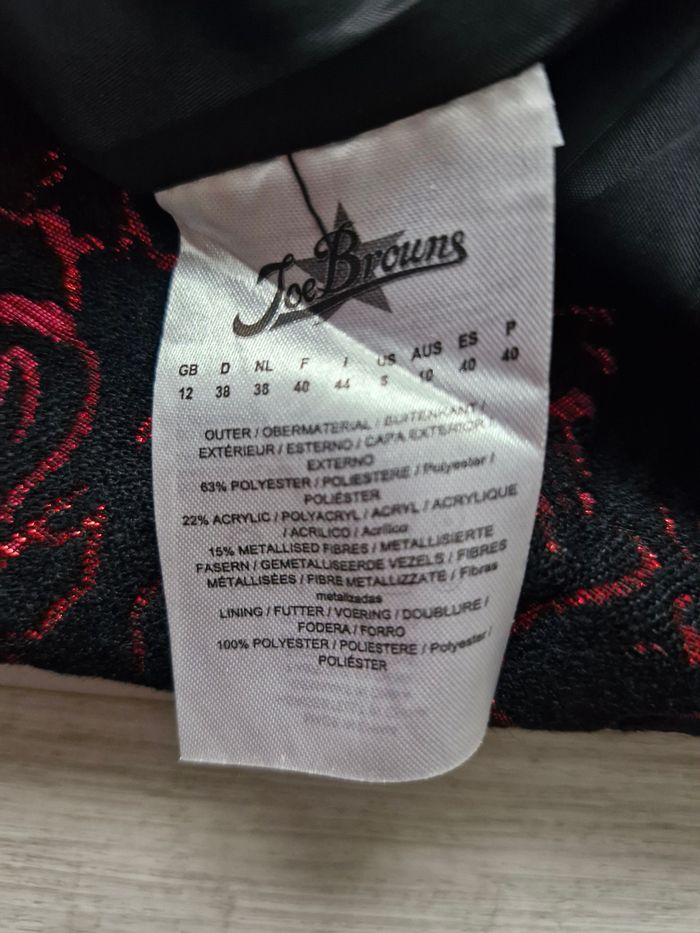 Joe Browns
GB D NL F I US AUS ES P
12 38 38 40 44 8 10 40 40
OUTER / OBERMATERIAL / BUITENKANT /
EXTÉRIEUR / ESTERNO / CAPA EXTERIOR /
EXTERNO
63% POLYESTER / POLIESTERE / Polyester /
POLIÉSTER
22% ACRYLIC / POLYACRYL / ACRYL / ACRYLIQUE
/ ACRILICO / Acrílico
15% METALLISED FIBRES / METALLISIERTE
FASERN / GEMETALLISEERDE VEZELS / FIBRES
MÉTALLISÉES / FIBRE METALLIZZATE / Fibras
metalizadas
LINING / FUTTER / VOERING / DOUBLURE /
FODERA / FORRO
100% POLYESTER / POLIESTERE / Polyester /
POLIÉSTER